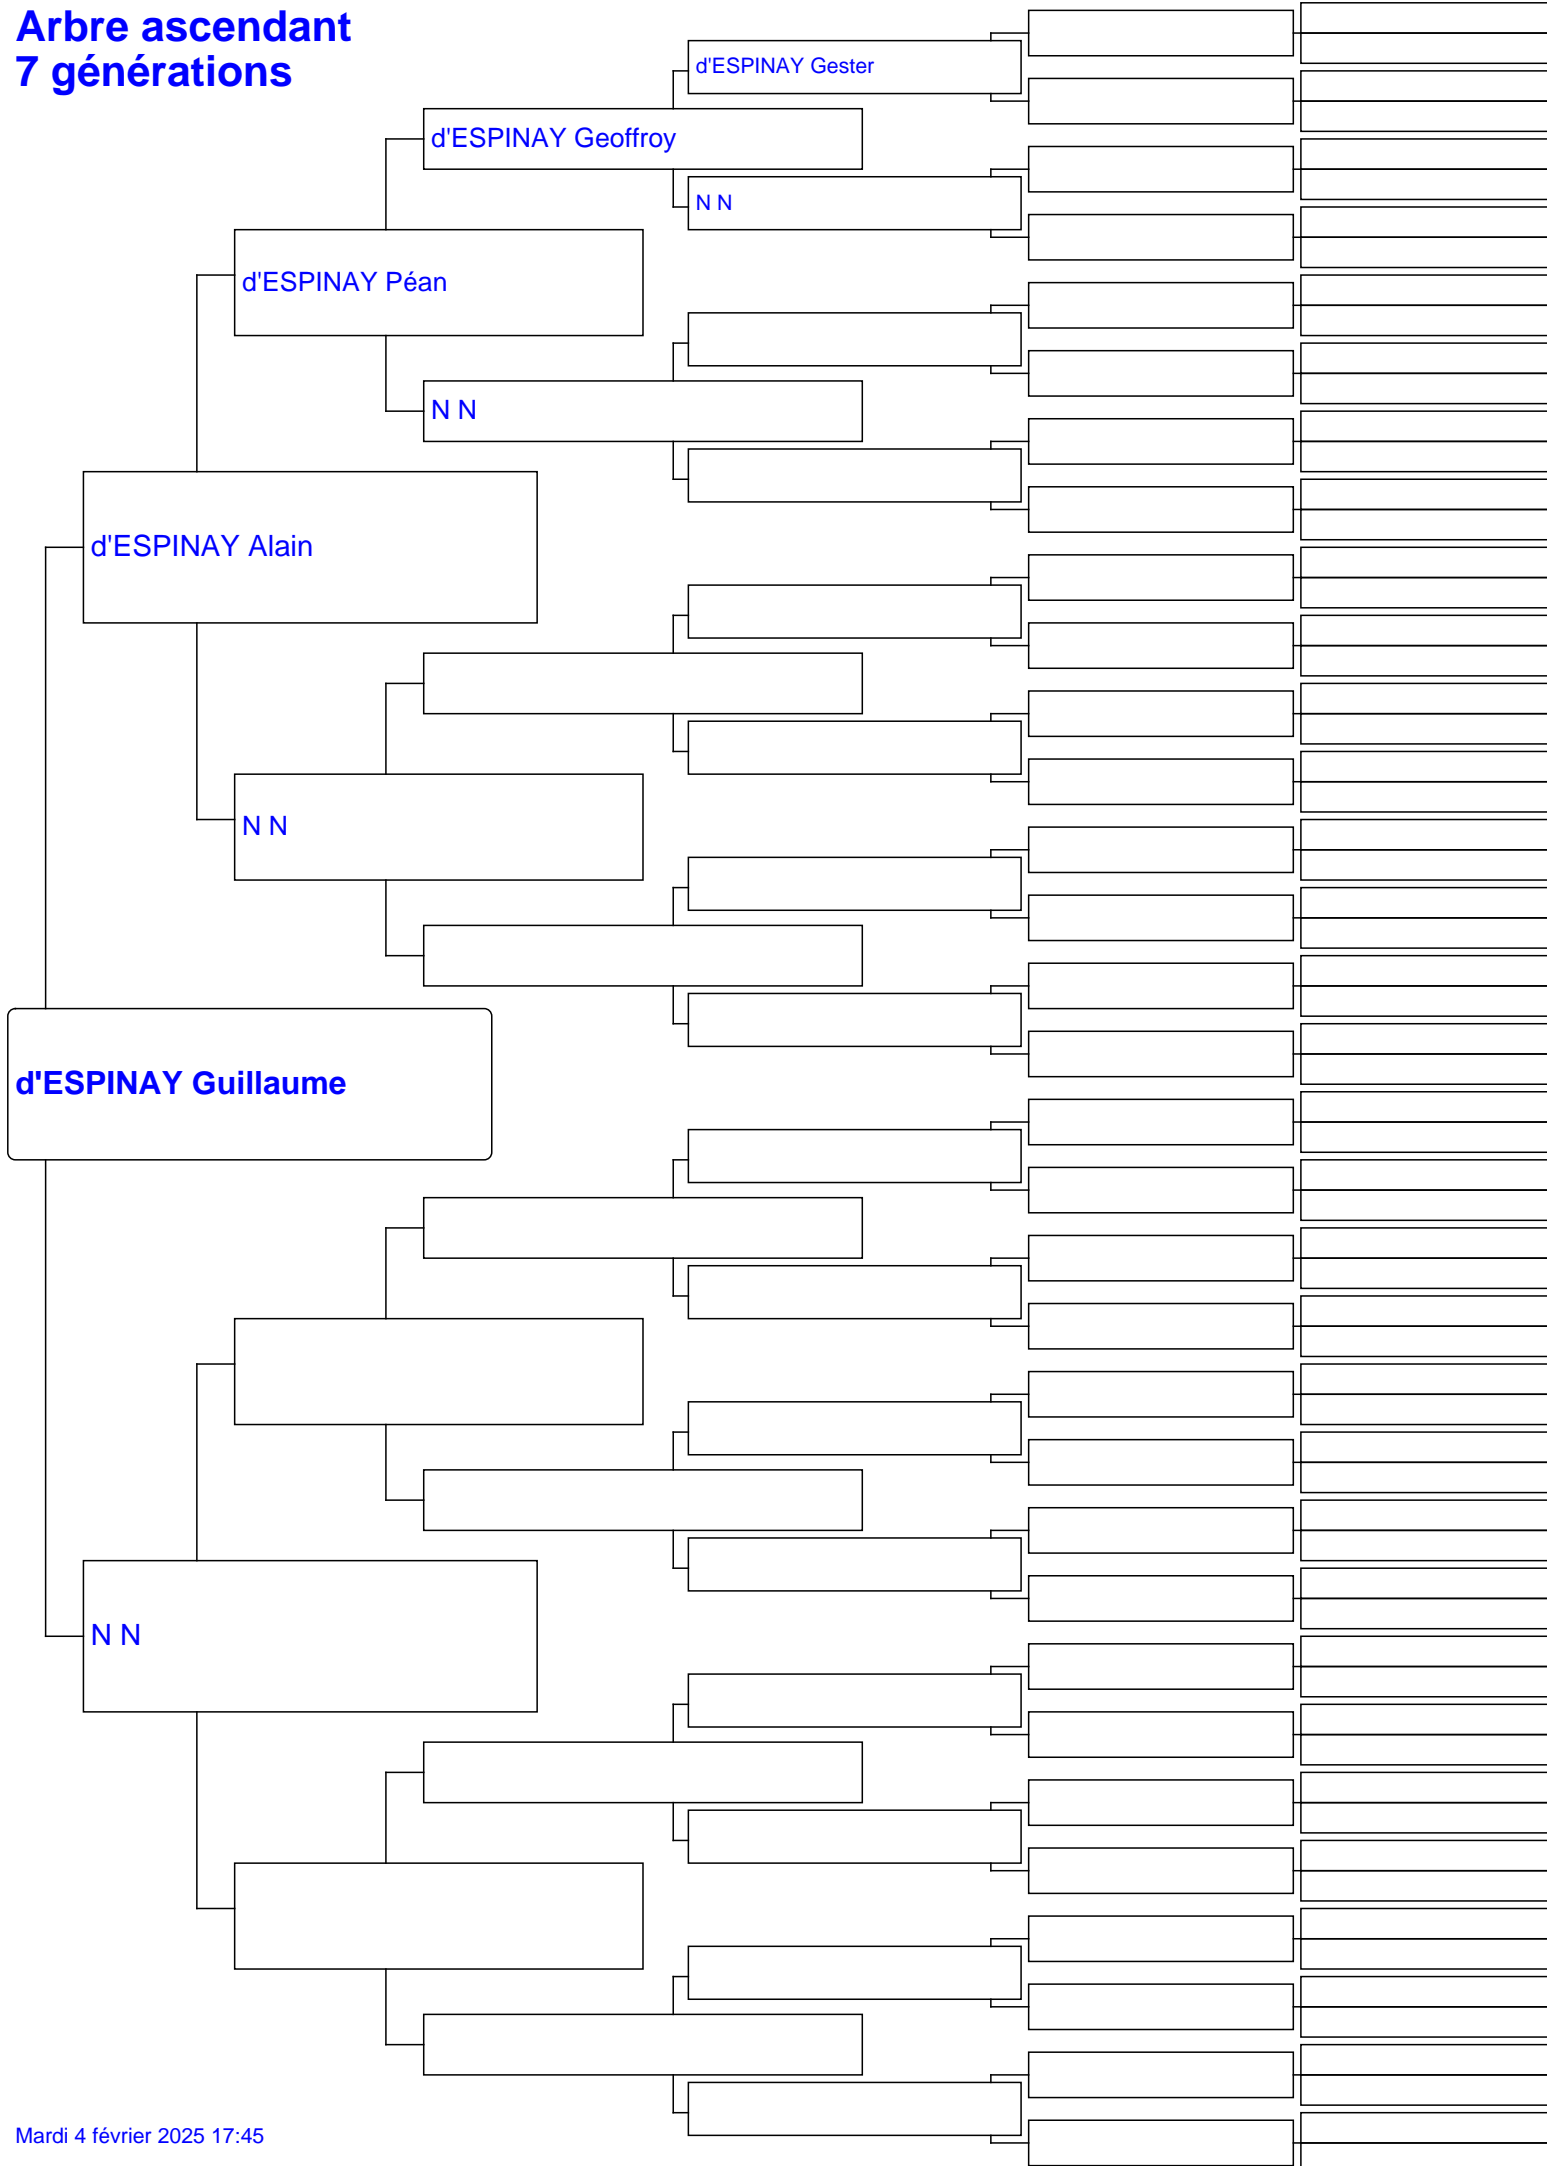 Arbre ascendant
7 générations
d'ESPINAY Gester
d'ESPINAY Geoffroy
N N
d'ESPINAY Péan
N N
d'ESPINAY Alain
N N
d'ESPINAY Guillaume
N N
Mardi 4 février 2025 17:45